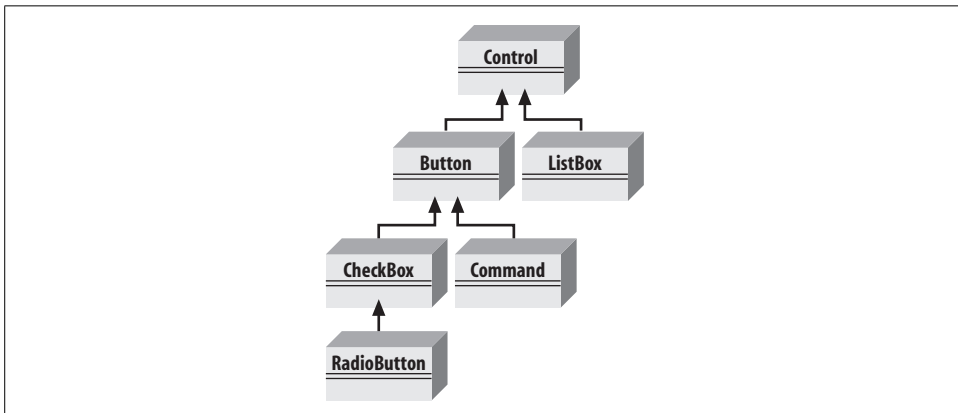 Control
Button
ListBox
CheckBox
Command
RadioButton